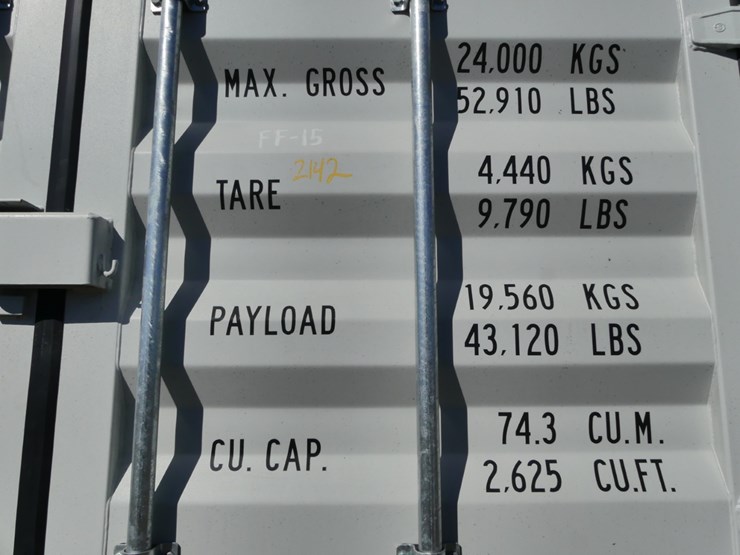 MAX. GROSS 24,000 KGS
52,910 LBS
FF-15
2142
TARE 4,440 KGS
9,790 LBS
PAYLOAD 19,560 KGS
43,120 LBS
CU. CAP. 74.3 CU.M.
2,625 CU.FT.